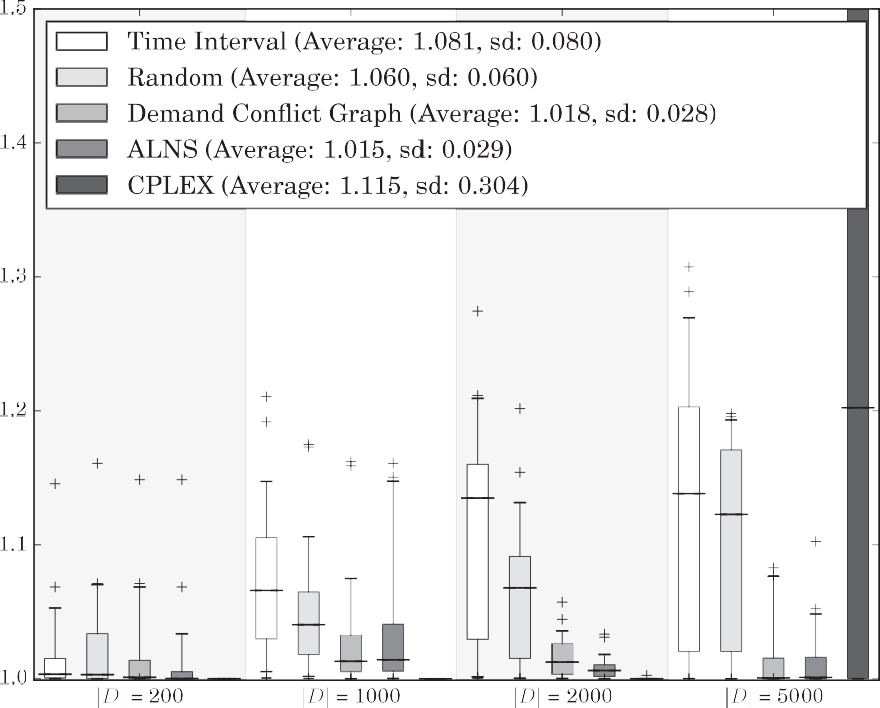 1.5
Time Interval (Average: 1.081, sd: 0.080)
Random (Average: 1.060, sd: 0.060)
Demand Conflict Graph (Average: 1.018, sd: 0.028)
ALNS (Average: 1.015, sd: 0.029)
CPLEX (Average: 1.115, sd: 0.304)
1.4
1.3
1.2
1.1
1.0
|D| = 200
|D| = 1000
|D| = 2000
|D| = 5000